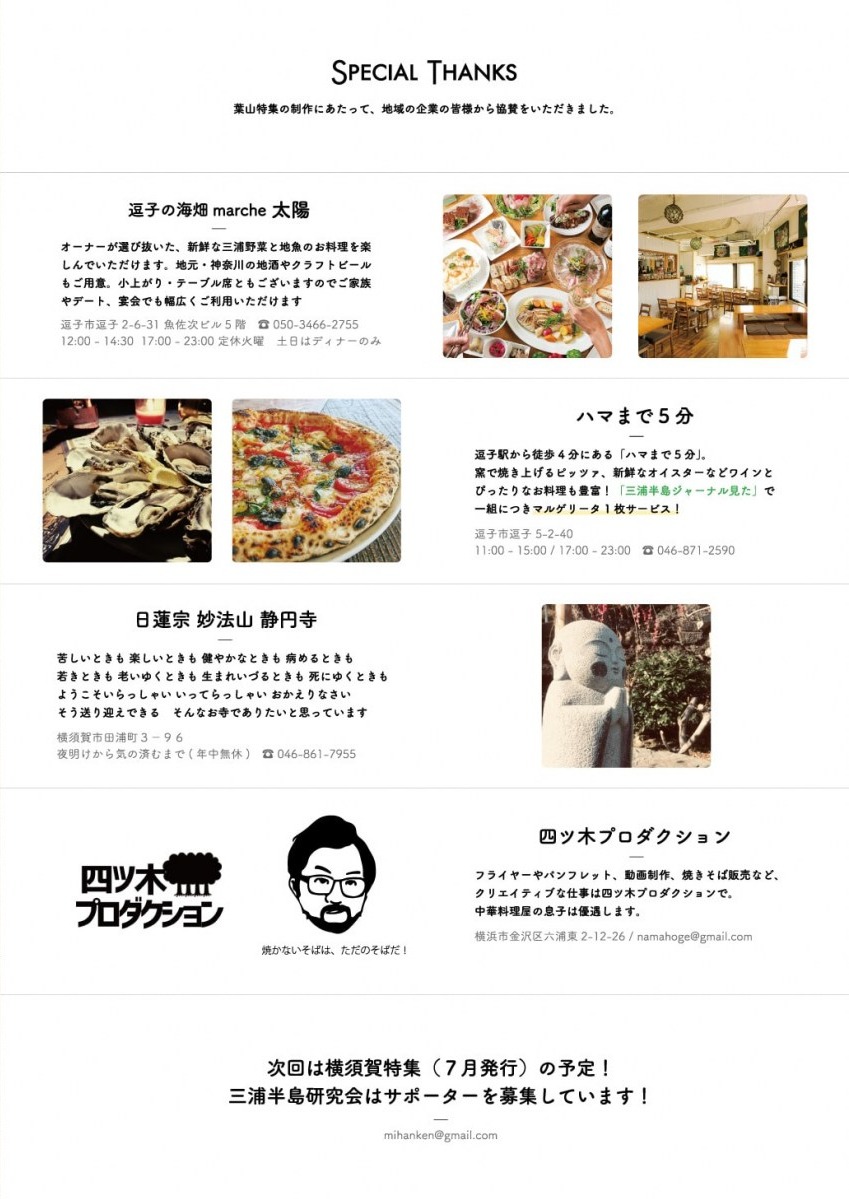 SPECIAL THANKS
葉山特集の制作にあたって、地域の企業の皆様から協賛をいただきました。
逗子の海畑 marche 太陽
オーナーが選び抜いた、新鮮な三浦野菜と地魚のお料理を楽
しんでいただけます。地元・神奈川の地酒やクラフトビール
もご用意。小上がり・テーブル席ともございますのでご家族
やデート、宴会でも幅広くご利用いただけます
逗子市逗子 2-6-31 魚佐次ビル 5 階 ☎ 050-3466-2755
12:00 - 14:30 17:00 - 23:00 定休火曜 土日はディナーのみ
ハマまで５分
逗子駅から徒歩４分にある「ハマまで５分」。
窯で焼き上げるピッツァ、新鮮なオイスターなどワインと
ぴったりなお料理も豊富！「三浦半島ジャーナル見た」で
一組につきマルゲリータ１枚サービス！
逗子市逗子 5-2-40
11:00 - 15:00 / 17:00 - 23:00 ☎ 046-871-2590
日蓮宗 妙法山 静円寺
苦しいときも 楽しいときも 健やかなときも 病めるときも
若きときも 老いゆくときも 生まれいづるときも 死にゆくときも
ようこそいらっしゃい いってらっしゃい おかえりなさい
そう送り迎えできる そんなお寺でありたいと思っています
横須賀市田浦町３－９６
夜明けから気の済むまで ( 年中無休 ) ☎ 046-861-7955
四ツ木
プロダクション
焼かないそばは、ただのそばだ！
四ツ木プロダクション
フライヤーやパンフレット、動画制作、焼きそば販売など、
クリエイティブな仕事は四ツ木プロダクションで。
中華料理屋の息子は優遇します。
横浜市金沢区六浦東 2-12-26 / namahoge@gmail.com
次回は横須賀特集（７月発行）の予定！
三浦半島研究会はサポーターを募集しています！
mihanken@gmail.com